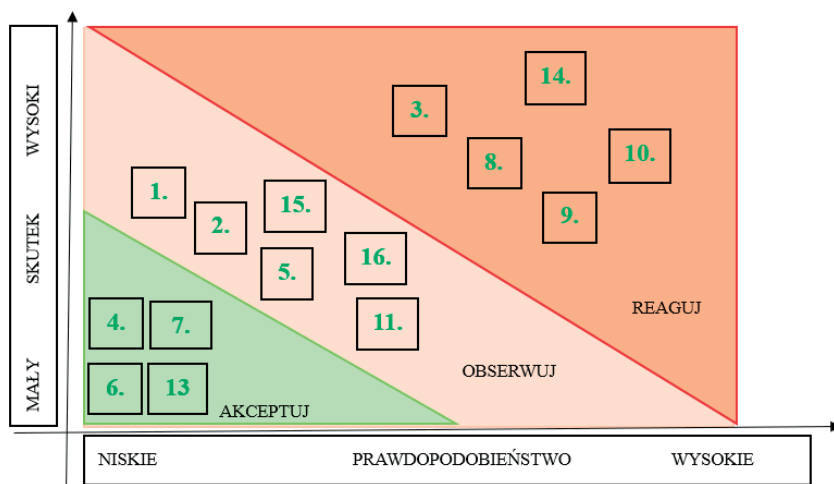 WYSOKI
SKUTEK
MAŁY
14.
3.
10.
8.
1.
15.
9.
2.
16.
5.
REAGUJ
4.
7.
11.
OBSERWUJ
6.
13
AKCEPTUJ
NISKIE PRAWDOPODOBIEŃSTWO WYSOKIE